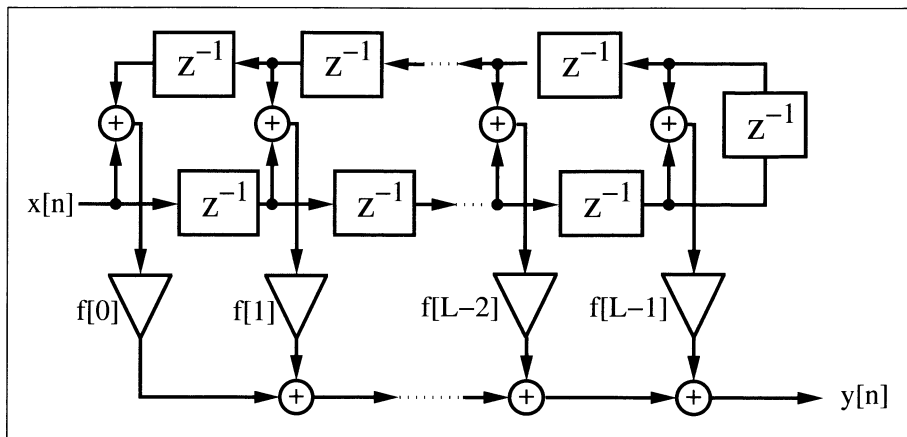 z⁻¹ z⁻¹ z⁻¹
+ + + + z⁻¹
x[n] z⁻¹ z⁻¹ z⁻¹
f[0] f[1] f[L−2] f[L−1]
+ + + y[n]